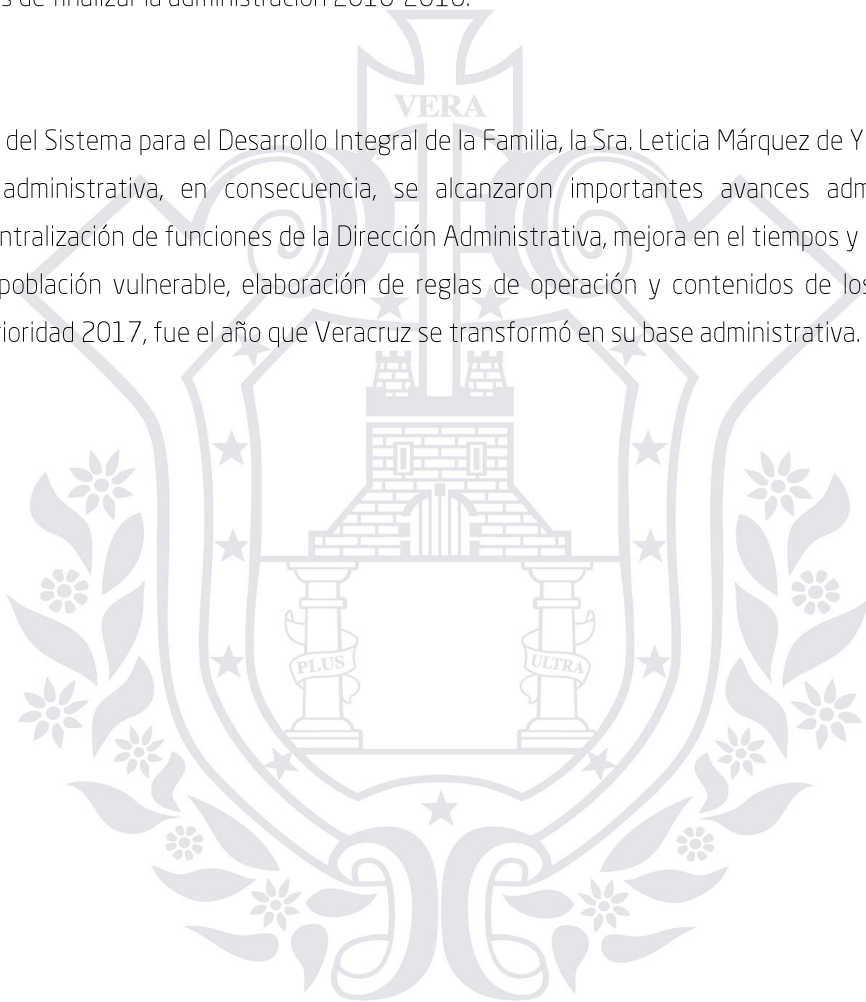 de finalizar la administración 2016-2018.
VERA
del Sistema para el Desarrollo Integral de la Familia, la Sra. Leticia Márquez de Y
administrativa, en consecuencia, se alcanzaron importantes avances adm
ntralización de funciones de la Dirección Administrativa, mejora en el tiempos y
población vulnerable, elaboración de reglas de operación y contenidos de los
rioridad 2017, fue el año que Veracruz se transformó en su base administrativa.
PLUS ULTRA